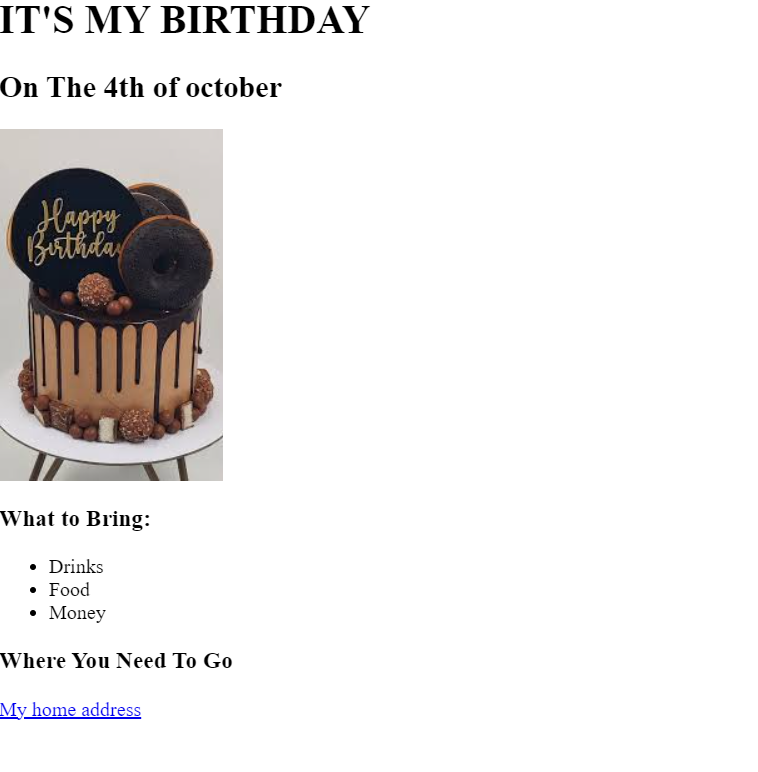 IT'S MY BIRTHDAY
On The 4th of october
Happy
Birthday
What to Bring:
Drinks
Food
Money
Where You Need To Go
My home address